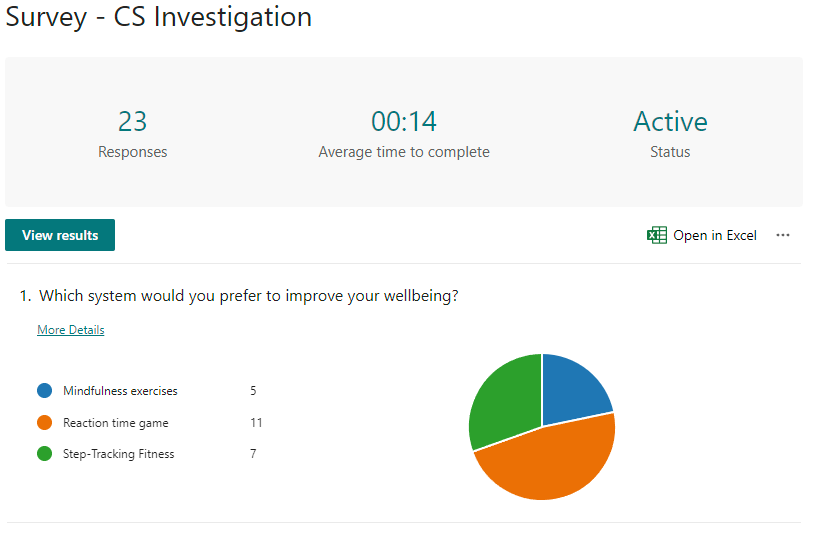 Survey - CS Investigation
23 00:14 Active
Responses Average time to complete Status
View results Open in Excel ...
1. Which system would you prefer to improve your wellbeing?
More Details
Mindfulness exercises 5
Reaction time game 11
Step-Tracking Fitness 7